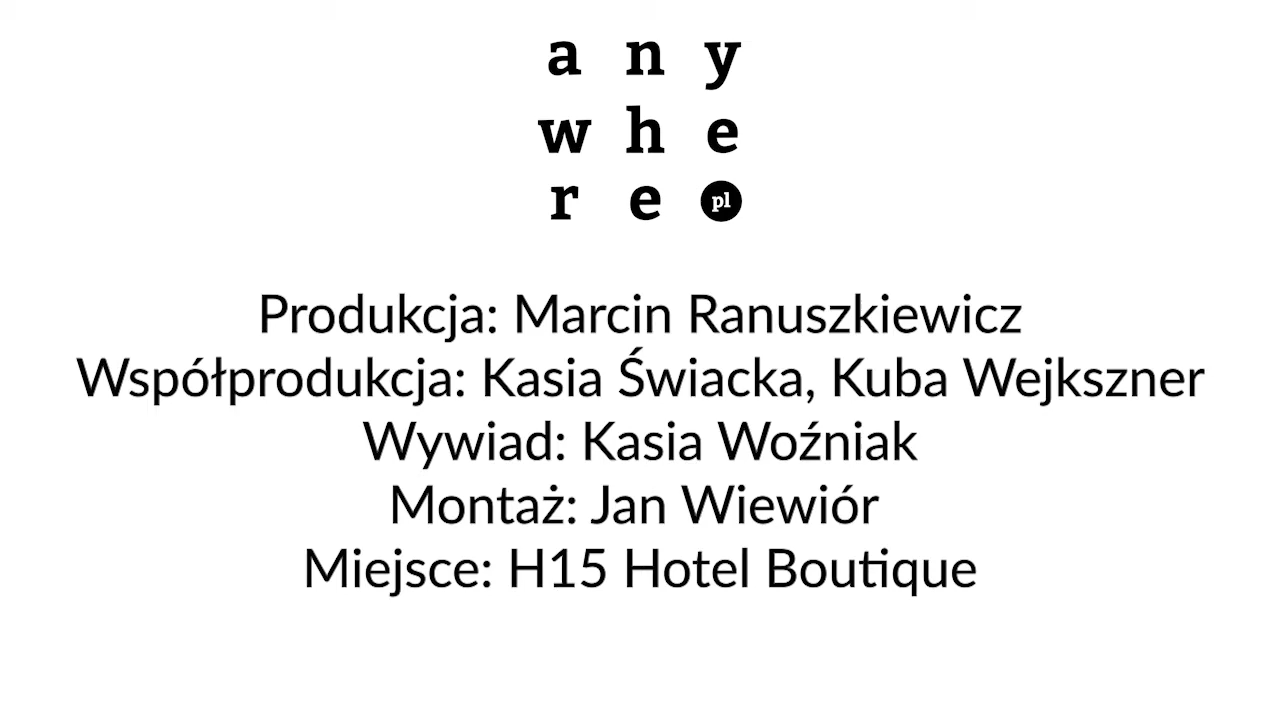 a n y
w h e
r e pl
Produkcja: Marcin Ranuszkiewicz
Współprodukcja: Kasia Świacka, Kuba Wejkszner
Wywiad: Kasia Woźniak
Montaż: Jan Wiewiór
Miejsce: H15 Hotel Boutique